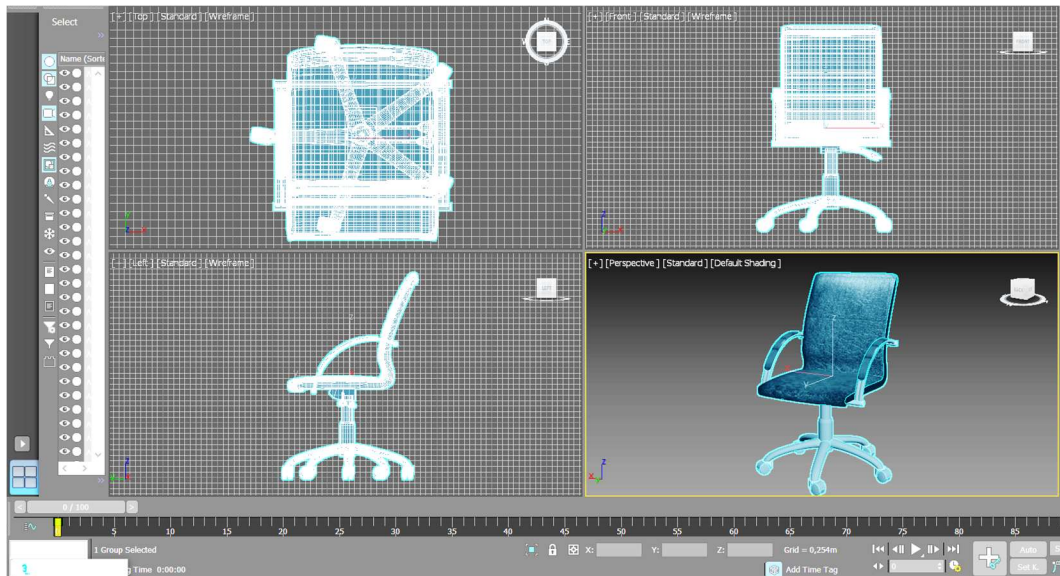 Select
Name (Sorte
[+] [Top] [Standard] [Wireframe]
[+] [Front] [Standard] [Wireframe]
[Left] [Standard] [Wireframe]
[+] [Perspective] [Standard] [Default Shading]
0 / 100
5 10 15 20 25 30 35 40 45 50 55 60 65 70 75 80 85
1 Group Selected
X: Y: Z: Grid = 0,254m
Auto
Time 0:00:00
Add Time Tag
0
Set K.